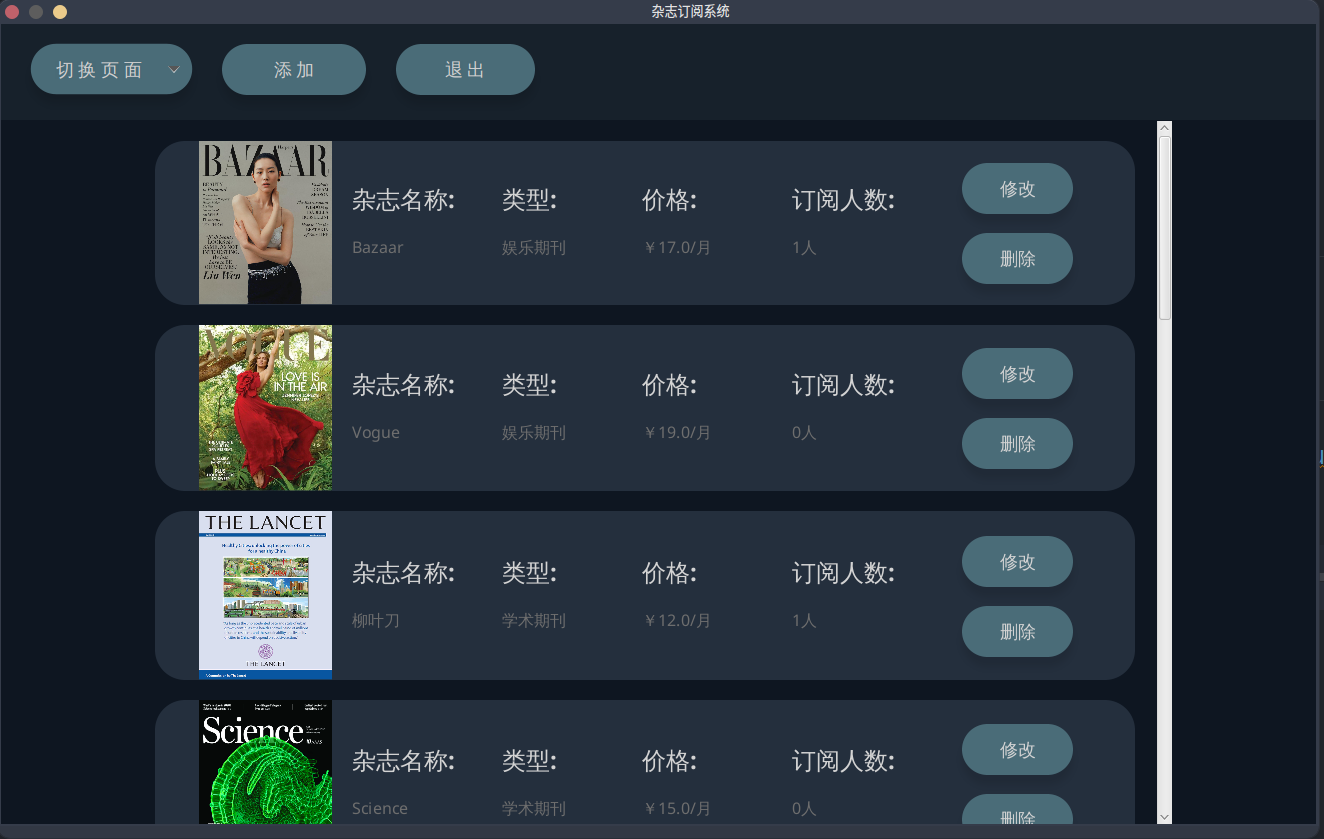 杂志订阅系统
切换页面
添加
退出
BAZAAR
Liu Wen
杂志名称: 类型: 价格: 订阅人数:
Bazaar 娱乐期刊 ￥17.0/月 1人
修改
删除
VOGUE
LOVE IS
IN THE AIR
杂志名称: 类型: 价格: 订阅人数:
Vogue 娱乐期刊 ￥19.0/月 0人
修改
删除
THE LANCET
for a healthy China
THE LANCET
杂志名称: 类型: 价格: 订阅人数:
柳叶刀 学术期刊 ￥12.0/月 1人
修改
删除
Science
杂志名称: 类型: 价格: 订阅人数:
Science 学术期刊 ￥15.0/月 0人
修改
删除